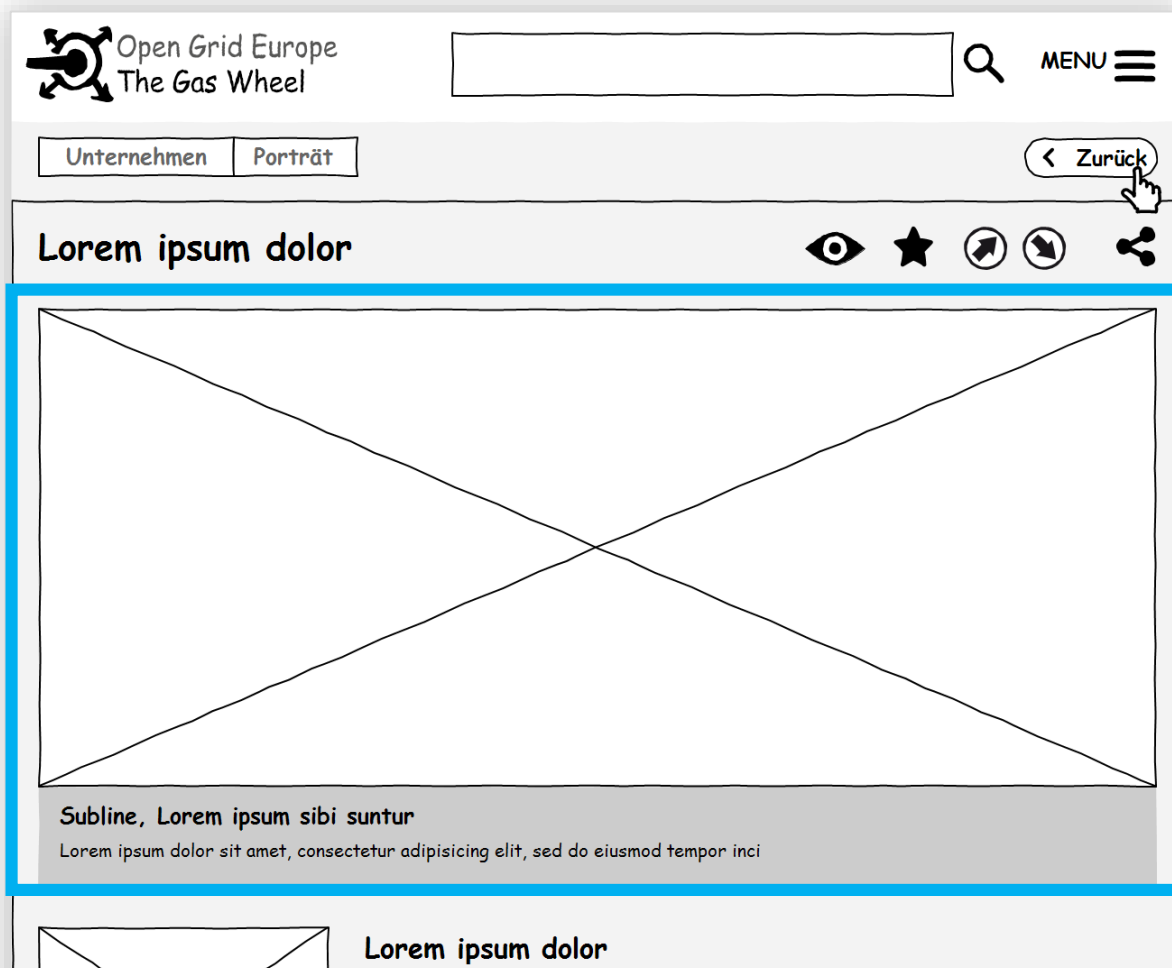 Open Grid Europe
The Gas Wheel
MENU
Unternehmen Porträt
Zurück
Lorem ipsum dolor
Subline, Lorem ipsum sibi suntur
Lorem ipsum dolor sit amet, consectetur adipisicing elit, sed do eiusmod tempor inci
Lorem ipsum dolor